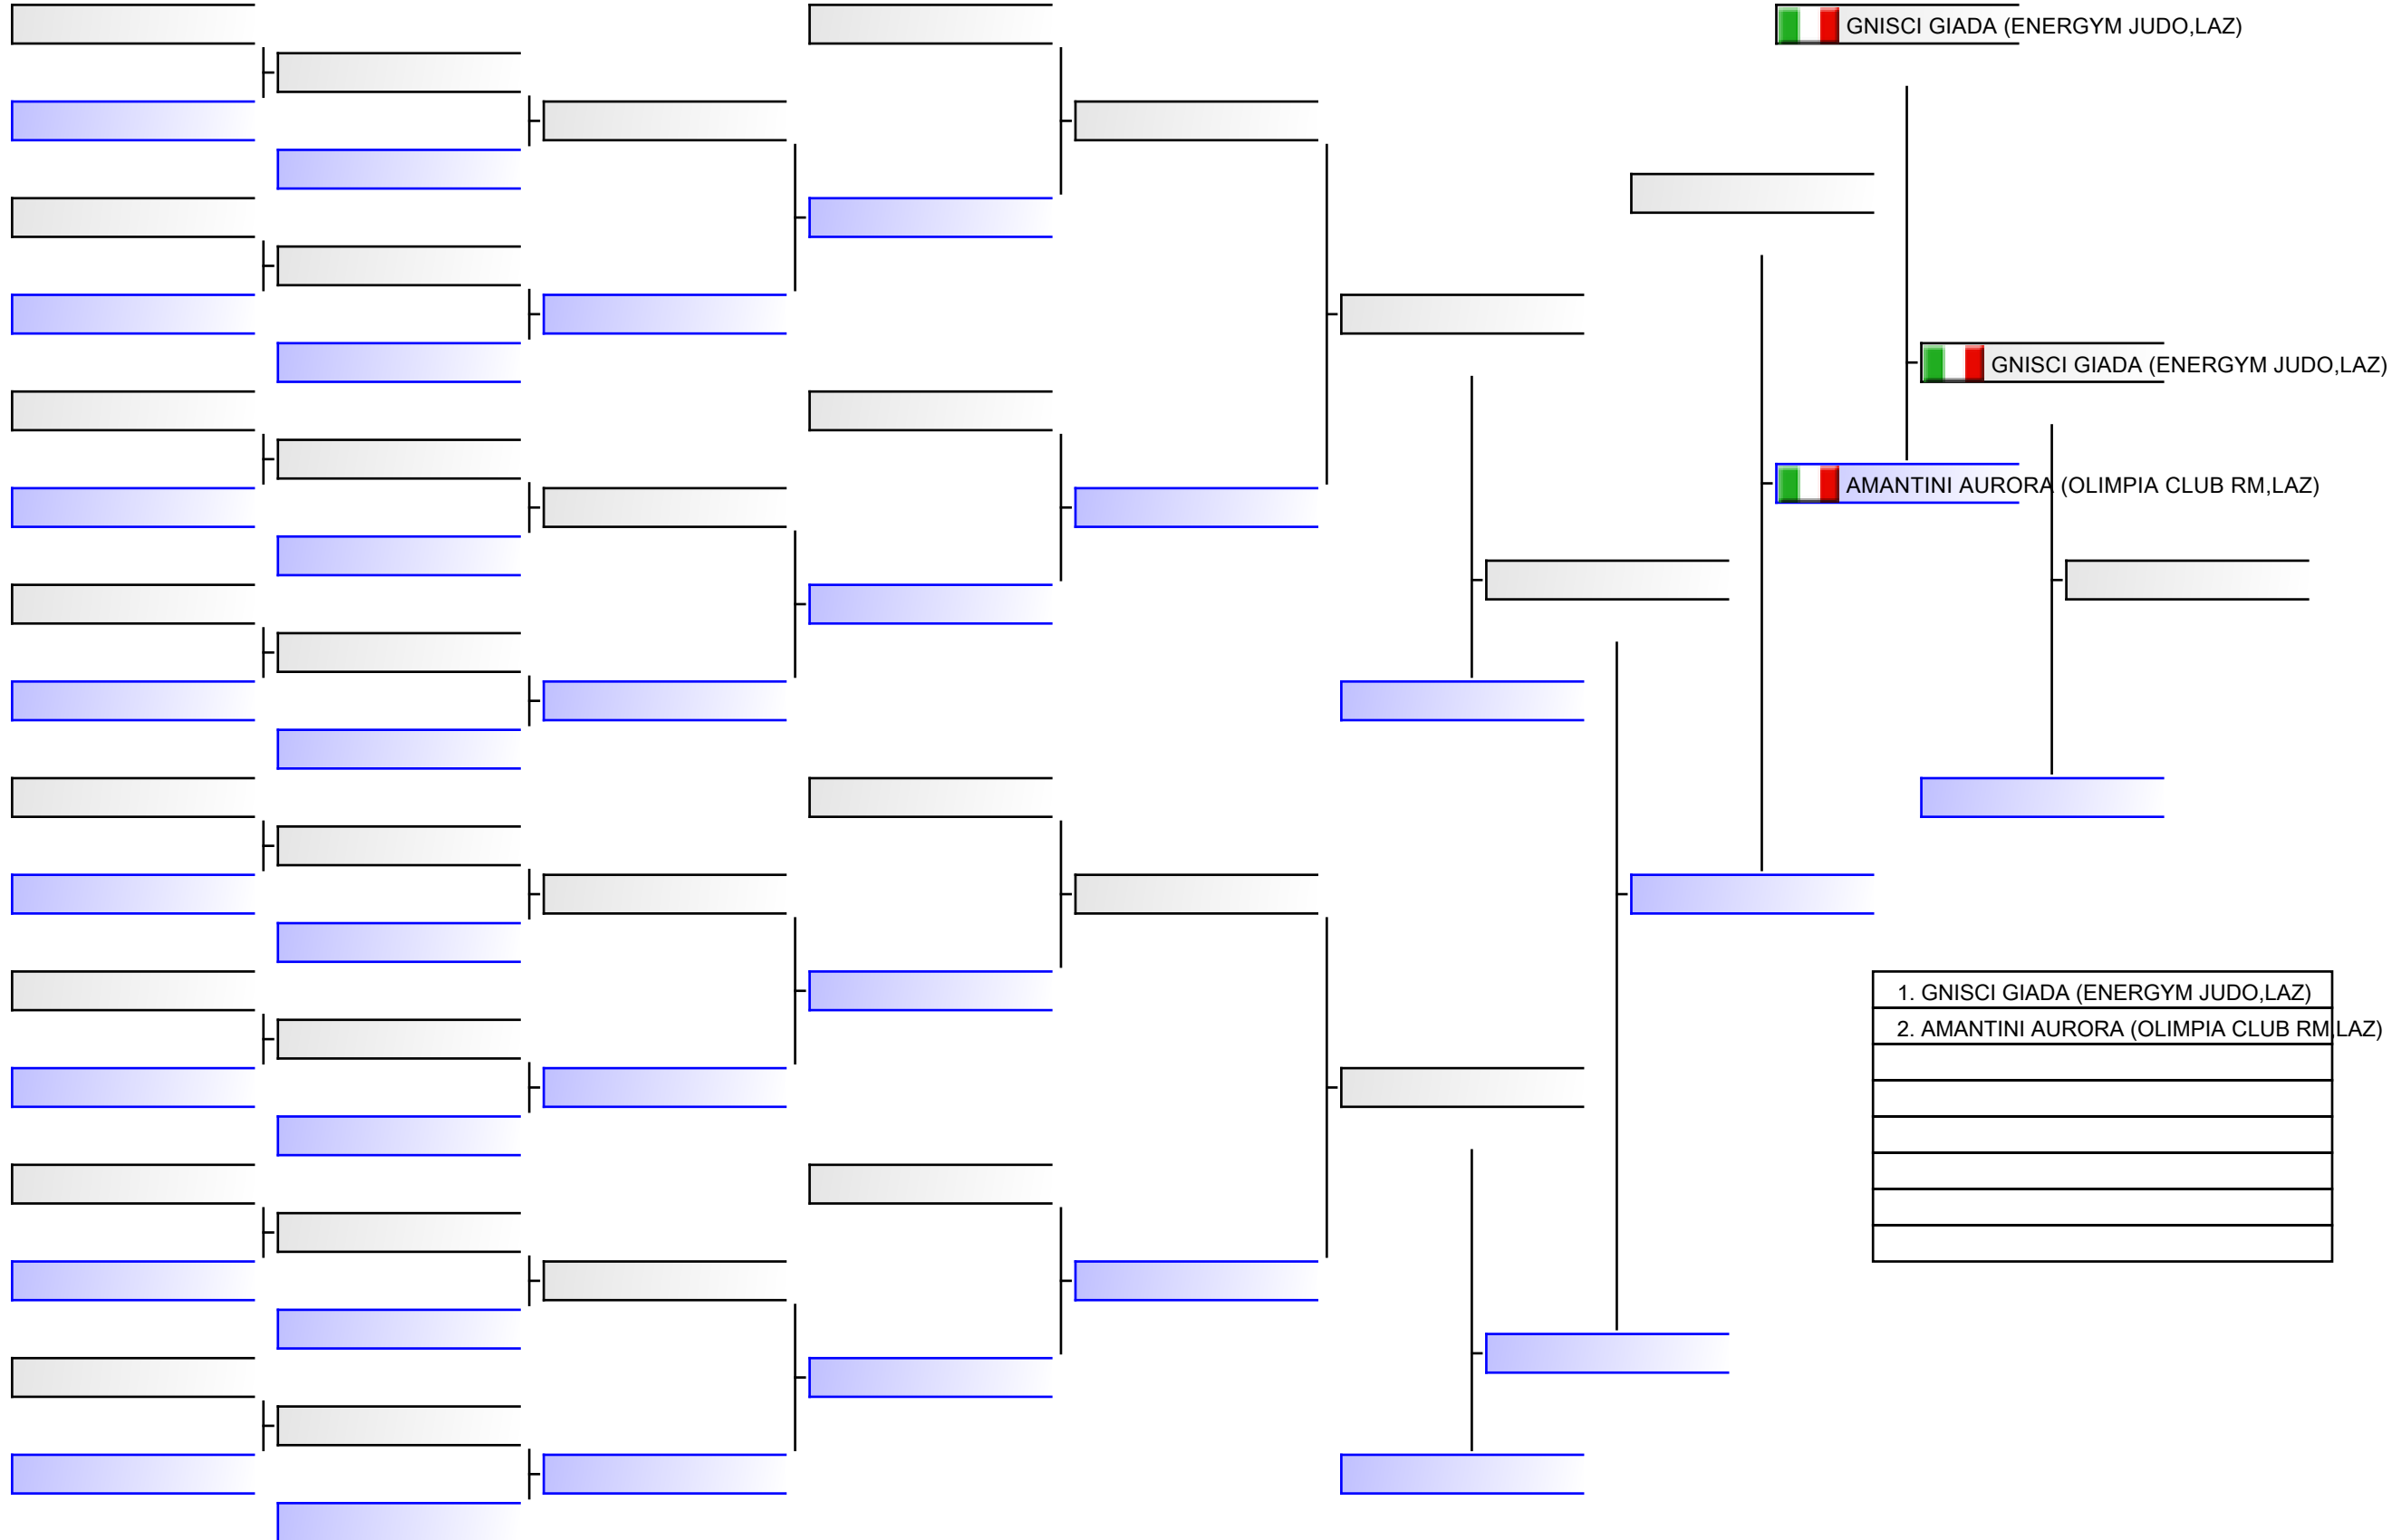 GNISCI GIADA (ENERGYM JUDO,LAZ)
GNISCI GIADA (ENERGYM JUDO,LAZ)
AMANTINI AURORA (OLIMPIA CLUB RM,LAZ)
1. GNISCI GIADA (ENERGYM JUDO,LAZ)
2. AMANTINI AURORA (OLIMPIA CLUB RM,LAZ)